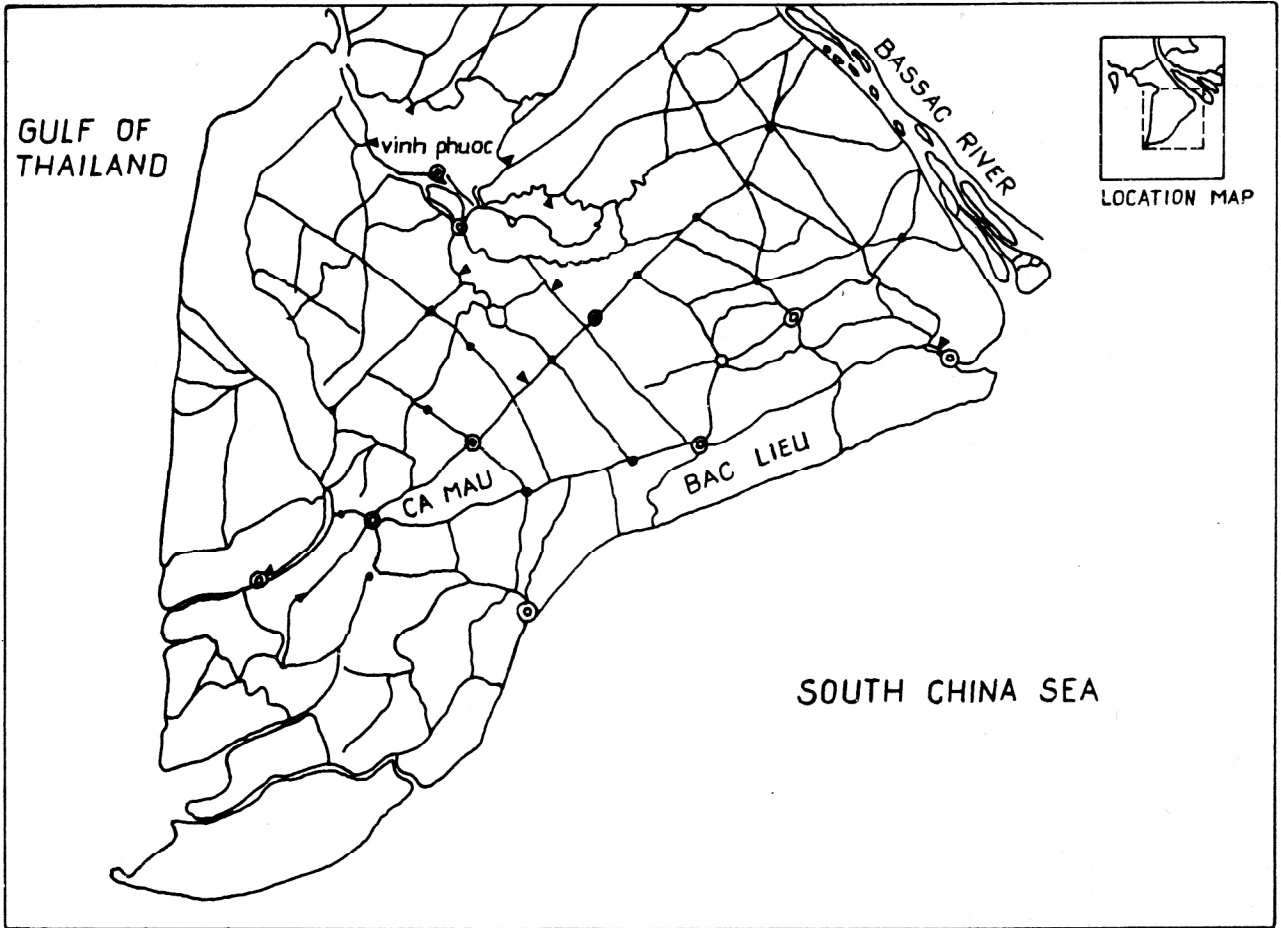 GULF OF
THAILAND
vinh phuoc
BASSAC RIVER
LOCATION MAP
CA MAU
BAC LIEU
SOUTH CHINA SEA